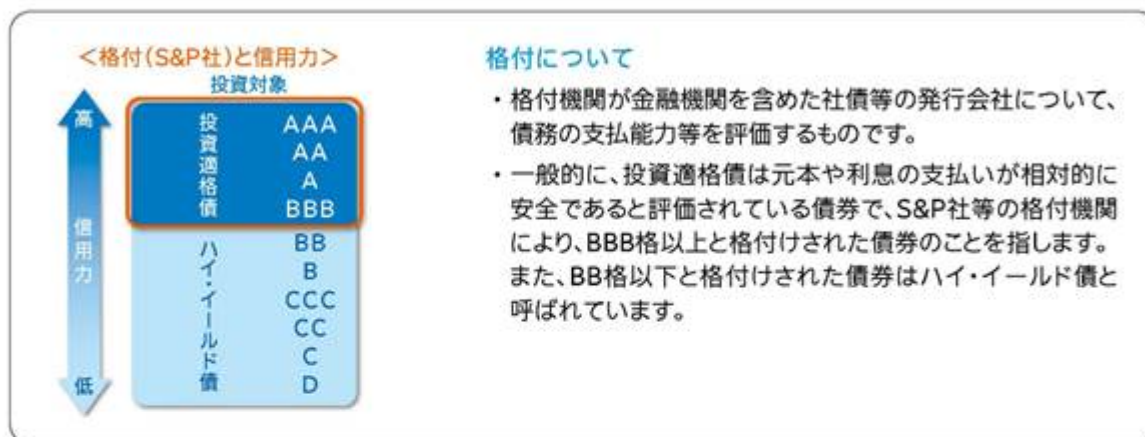 <格付(S&P社)と信用力>
投資対象
高
信用力
低
投資適格債
AAA
AA
A
BBB
ハイ・イールド債
BB
B
CCC
CC
C
D
格付について
・格付機関が金融機関を含めた社債等の発行会社について、
債務の支払能力等を評価するものです。
・一般的に、投資適格債は元本や利息の支払いが相対的に
安全であると評価されている債券で、S&P社等の格付機関
により、BBB格以上と格付けされた債券のことを指します。
また、BB格以下と格付けされた債券はハイ・イールド債と
呼ばれています。